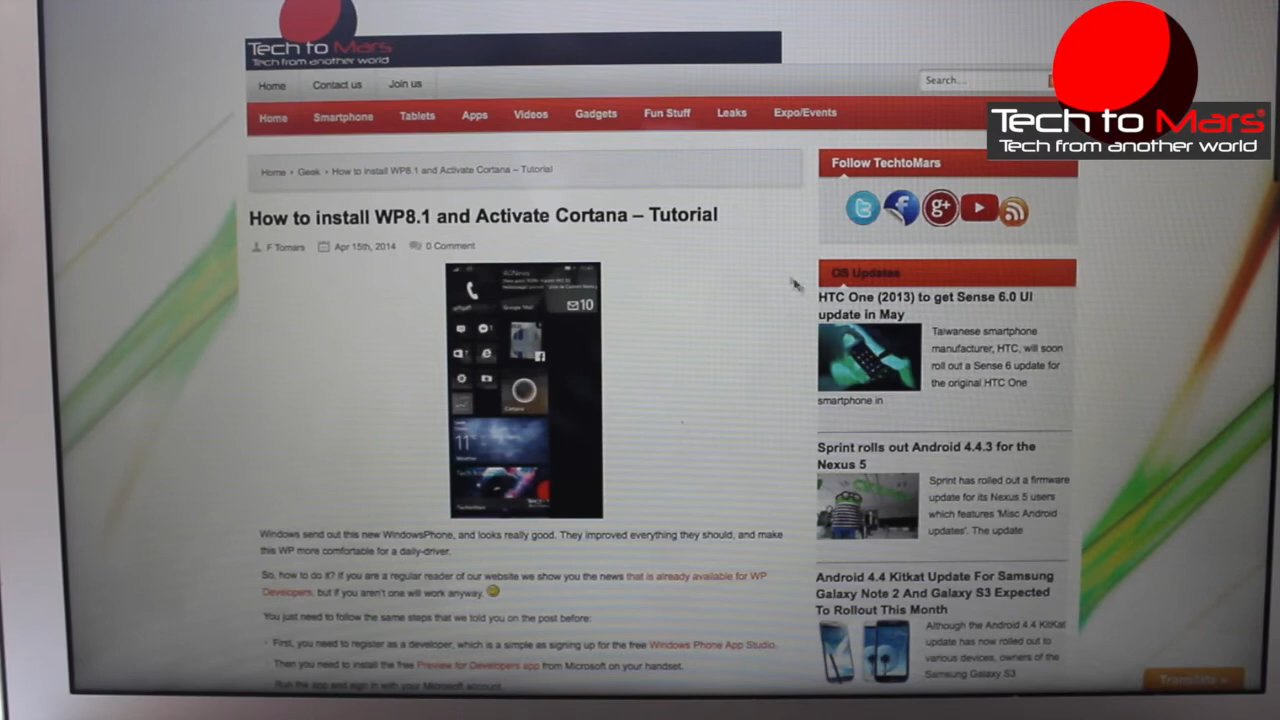 Tech to Mars
Tech from another world
Tech to Mars®
Tech from another world
Home Contact us Join us
Search...
Home Smartphone Tablets Apps Videos Gadgets Fun Stuff Leaks Expo/Events
Home • Geek • How to install WP8.1 and Activate Cortana – Tutorial
How to install WP8.1 and Activate Cortana – Tutorial
F Tomars Apr 15th, 2014 0 Comment
Google Mail
10
Cortana
11
Windows send out this new WindowsPhone, and looks really good. They improved everything they should, and make
this WP more comfortable for a daily-driver.
So, how to do it? If you are a regular reader of our website we show you the news that is already available for WP
Developers, but if you aren't one will work anyway.
You just need to follow the same steps that we told you on the post before:
First, you need to register as a developer, which is a simple as signing up for the free Windows Phone App Studio.
Then you need to install the free Preview for Developers app from Microsoft on your handset.
Run the app and sign in with your Microsoft account.
Follow TechtoMars
g+
OS Updates
HTC One (2013) to get Sense 6.0 UI
update in May
Taiwanese smartphone
manufacturer, HTC, will soon
roll out a Sense 6 update for
the original HTC One
smartphone in
Sprint rolls out Android 4.4.3 for the
Nexus 5
Sprint has rolled out a firmware
update for its Nexus 5 users
which features 'Misc Android
updates'. The update
Android 4.4 Kitkat Update For Samsung
Galaxy Note 2 And Galaxy S3 Expected
To Rollout This Month
Although the Android 4.4 KitKat
update has now rolled out to
various devices, owners of the
Samsung Galaxy S3
Translate »